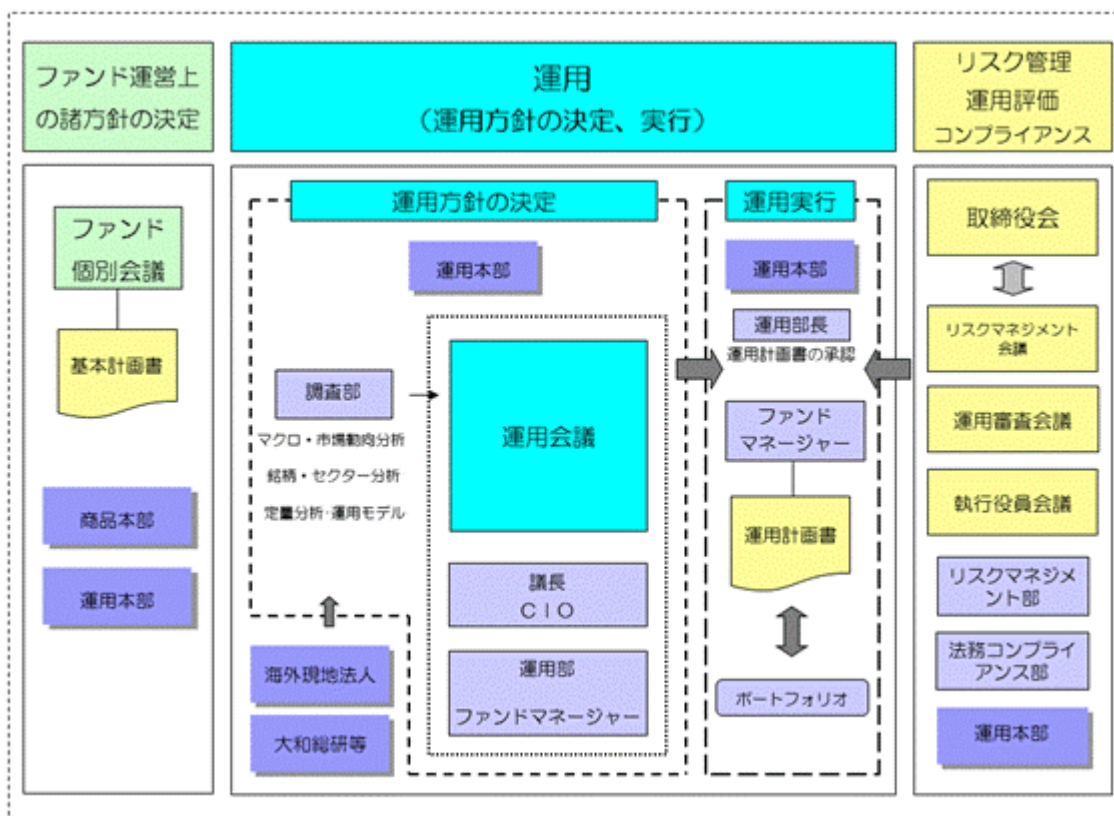 ファンド運営上
の諸方針の決定
運用
(運用方針の決定、実行)
リスク管理
運用評価
コンプライアンス
ファンド
個別会議
基本計画書
商品本部
運用本部
運用方針の決定
運用本部
調査部
マクロ・市場動向分析
銘柄・セクター分析
定量分析・運用モデル
海外現地法人
大和総研等
運用会議
議長
CIO
運用部
ファンドマネージャー
運用実行
運用本部
運用部長
運用計画書の承認
ファンド
マネージャー
運用計画書
ポートフォリオ
取締役会
リスクマネジメント
会議
運用審査会議
執行役員会議
リスクマネジメ
ント部
法務コンプライ
アンス部
運用本部